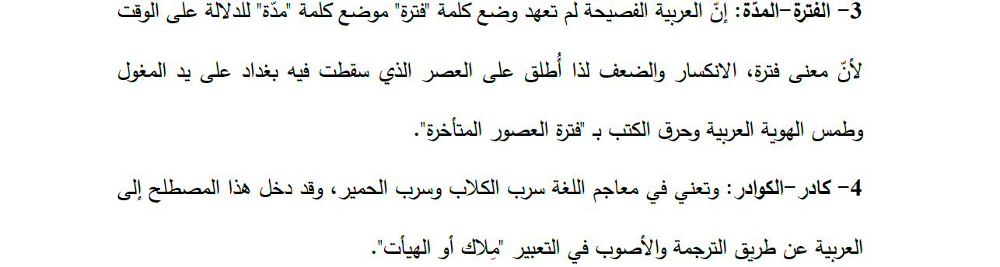 3- الفترة-المدّة: إنّ العربية الفصيحة لم تعهد وضع كلمة "فترة" موضع كلمة "مدّة" للدلالة على الوقت
لأنّ معنى فترة، الانكسار والضعف لذا أُطلق على العصر الذي سقطت فيه بغداد على يد المغول
وطمس الهوية العربية وحرق الكتب بـ "فترة العصور المتأخرة".
4- كادر-الكوادر: وتعني في معاجم اللغة سرب الكلاب وسرب الحمير، وقد دخل هذا المصطلح إلى
العربية عن طريق الترجمة والأصوب في التعبير "مِلاك أو الهيأت".